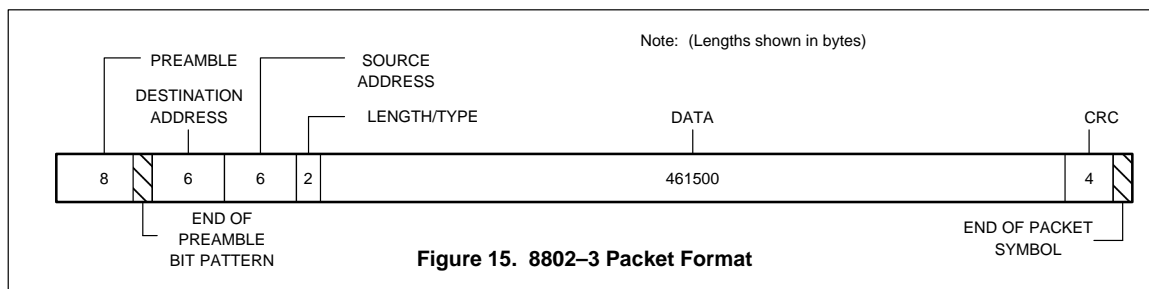 Note: (Lengths shown in bytes)
PREAMBLE
SOURCE
ADDRESS
DESTINATION
ADDRESS
LENGTH/TYPE
DATA
CRC
8
6
6
2
461500
4
END OF
PREAMBLE
BIT PATTERN
END OF PACKET
SYMBOL
Figure 15. 8802–3 Packet Format